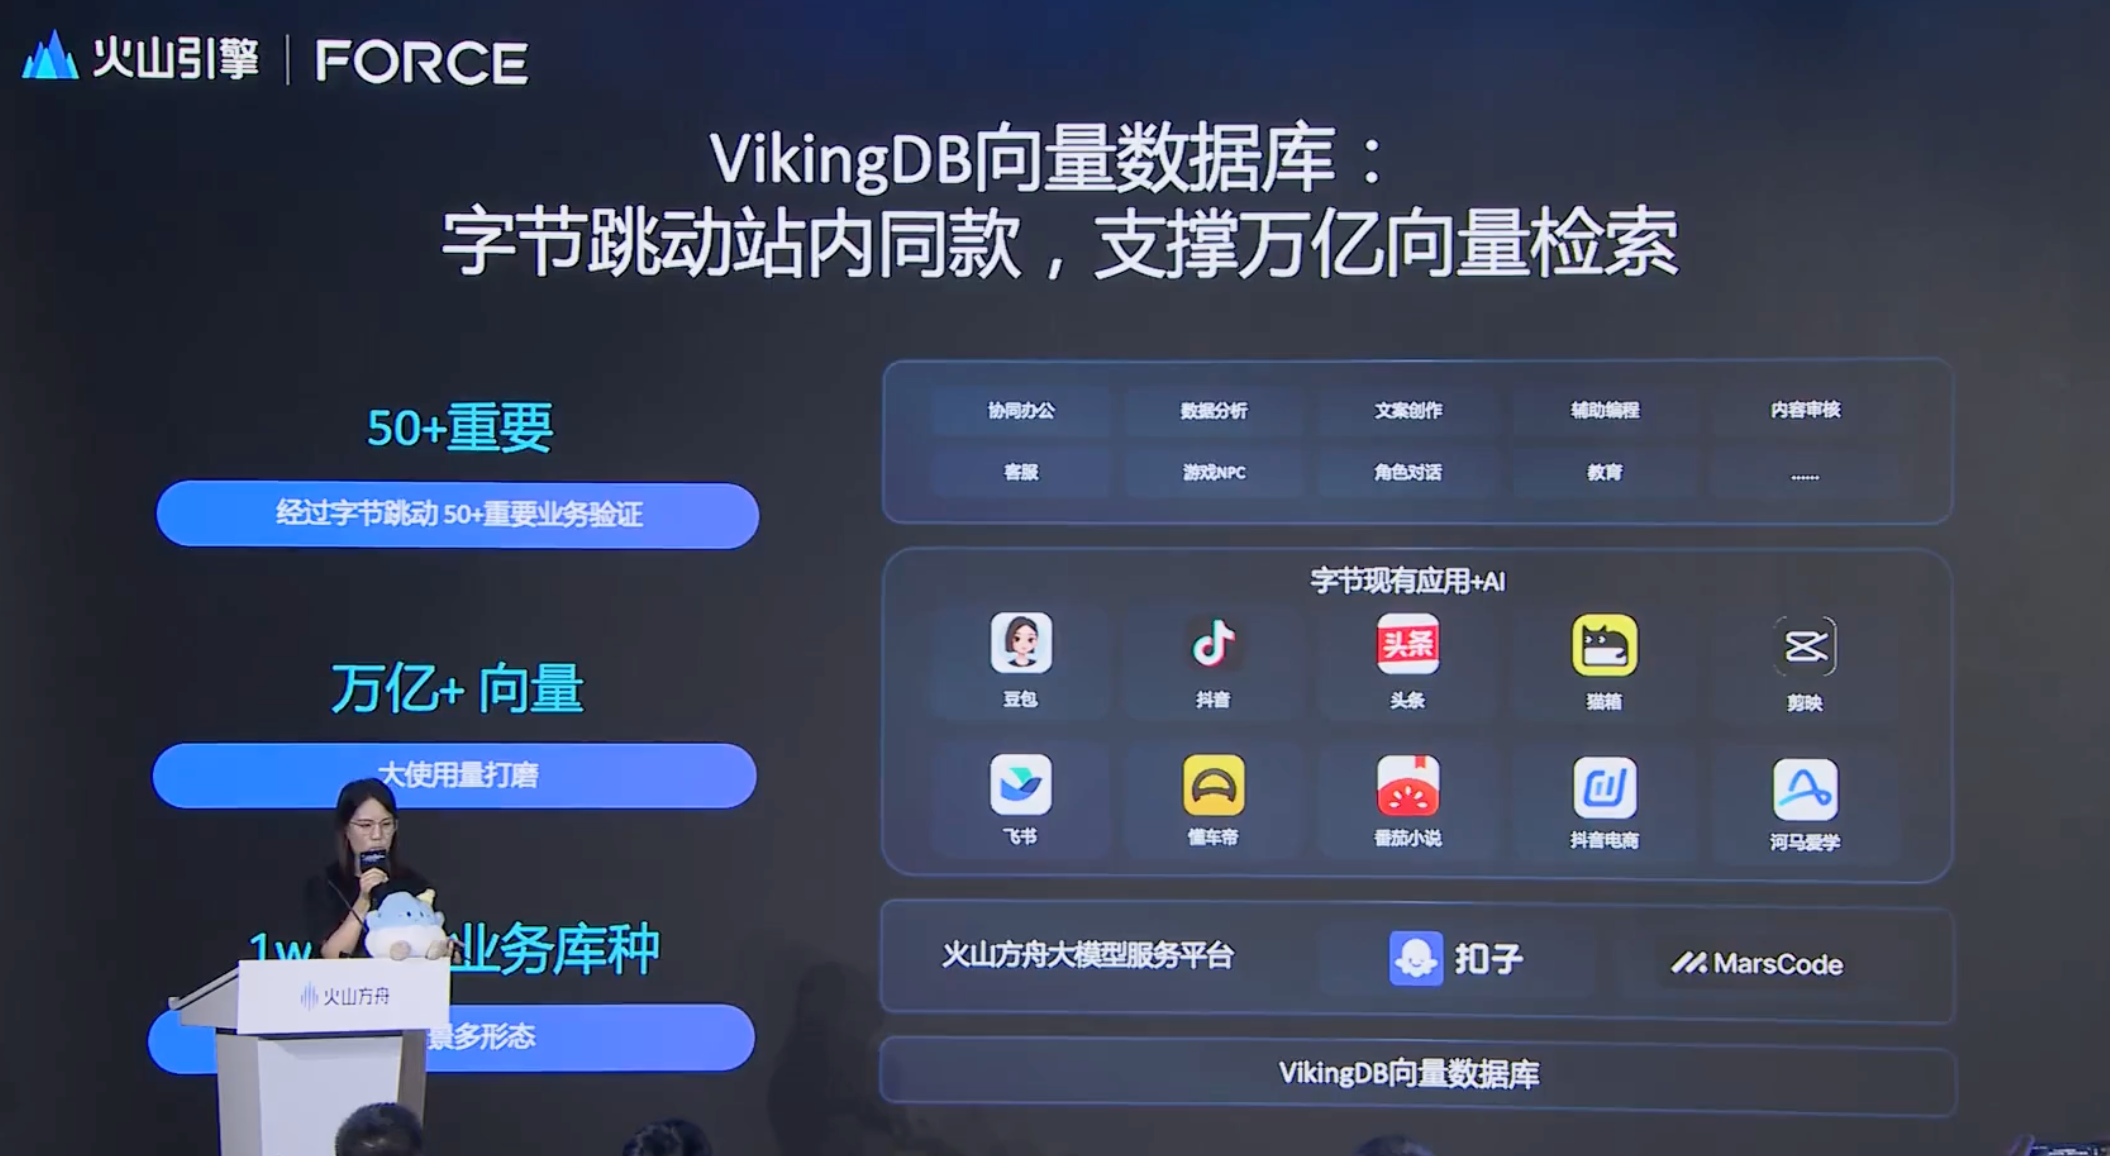 火山引擎 | FORCE
VikingDB向量数据库：
字节跳动站内同款，支撑万亿向量检索
50+重要
经过字节跳动 50+重要业务验证
万亿+ 向量
大使用量打磨
1w 业务库种
景多形态
火山方舟
协同办公 数据分析 文案创作 辅助编程 内容审核
客服 游戏NPC 角色对话 教育 ......
字节现有应用+AI
头条
豆包 抖音 头条 猫箱 剪映
飞书 懂车帝 番茄小说 抖音电商 河马爱学
火山方舟大模型服务平台 扣子 MarsCode
VikingDB向量数据库